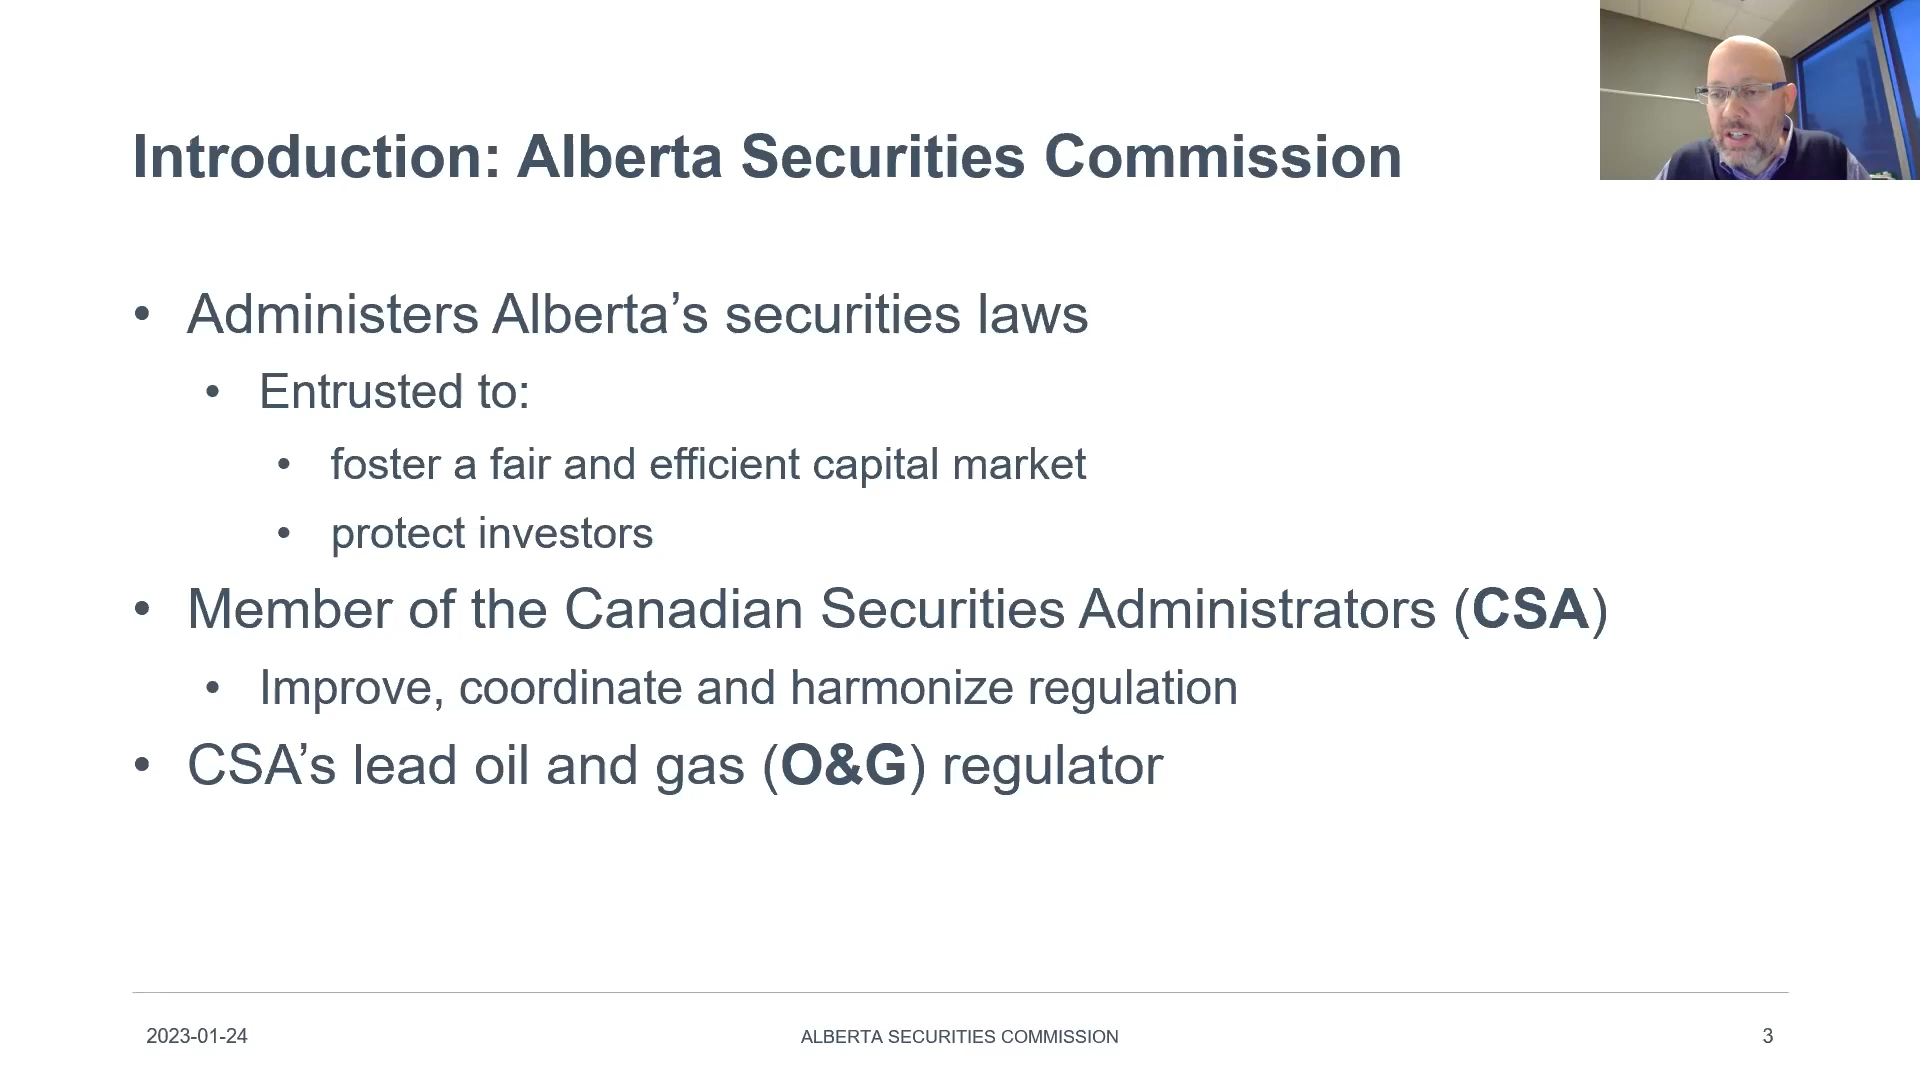 Introduction: Alberta Securities Commission
• Administers Alberta’s securities laws
• Entrusted to:
• foster a fair and efficient capital market
• protect investors
• Member of the Canadian Securities Administrators (CSA)
• Improve, coordinate and harmonize regulation
• CSA’s lead oil and gas (O&G) regulator
2023-01-24
ALBERTA SECURITIES COMMISSION
3